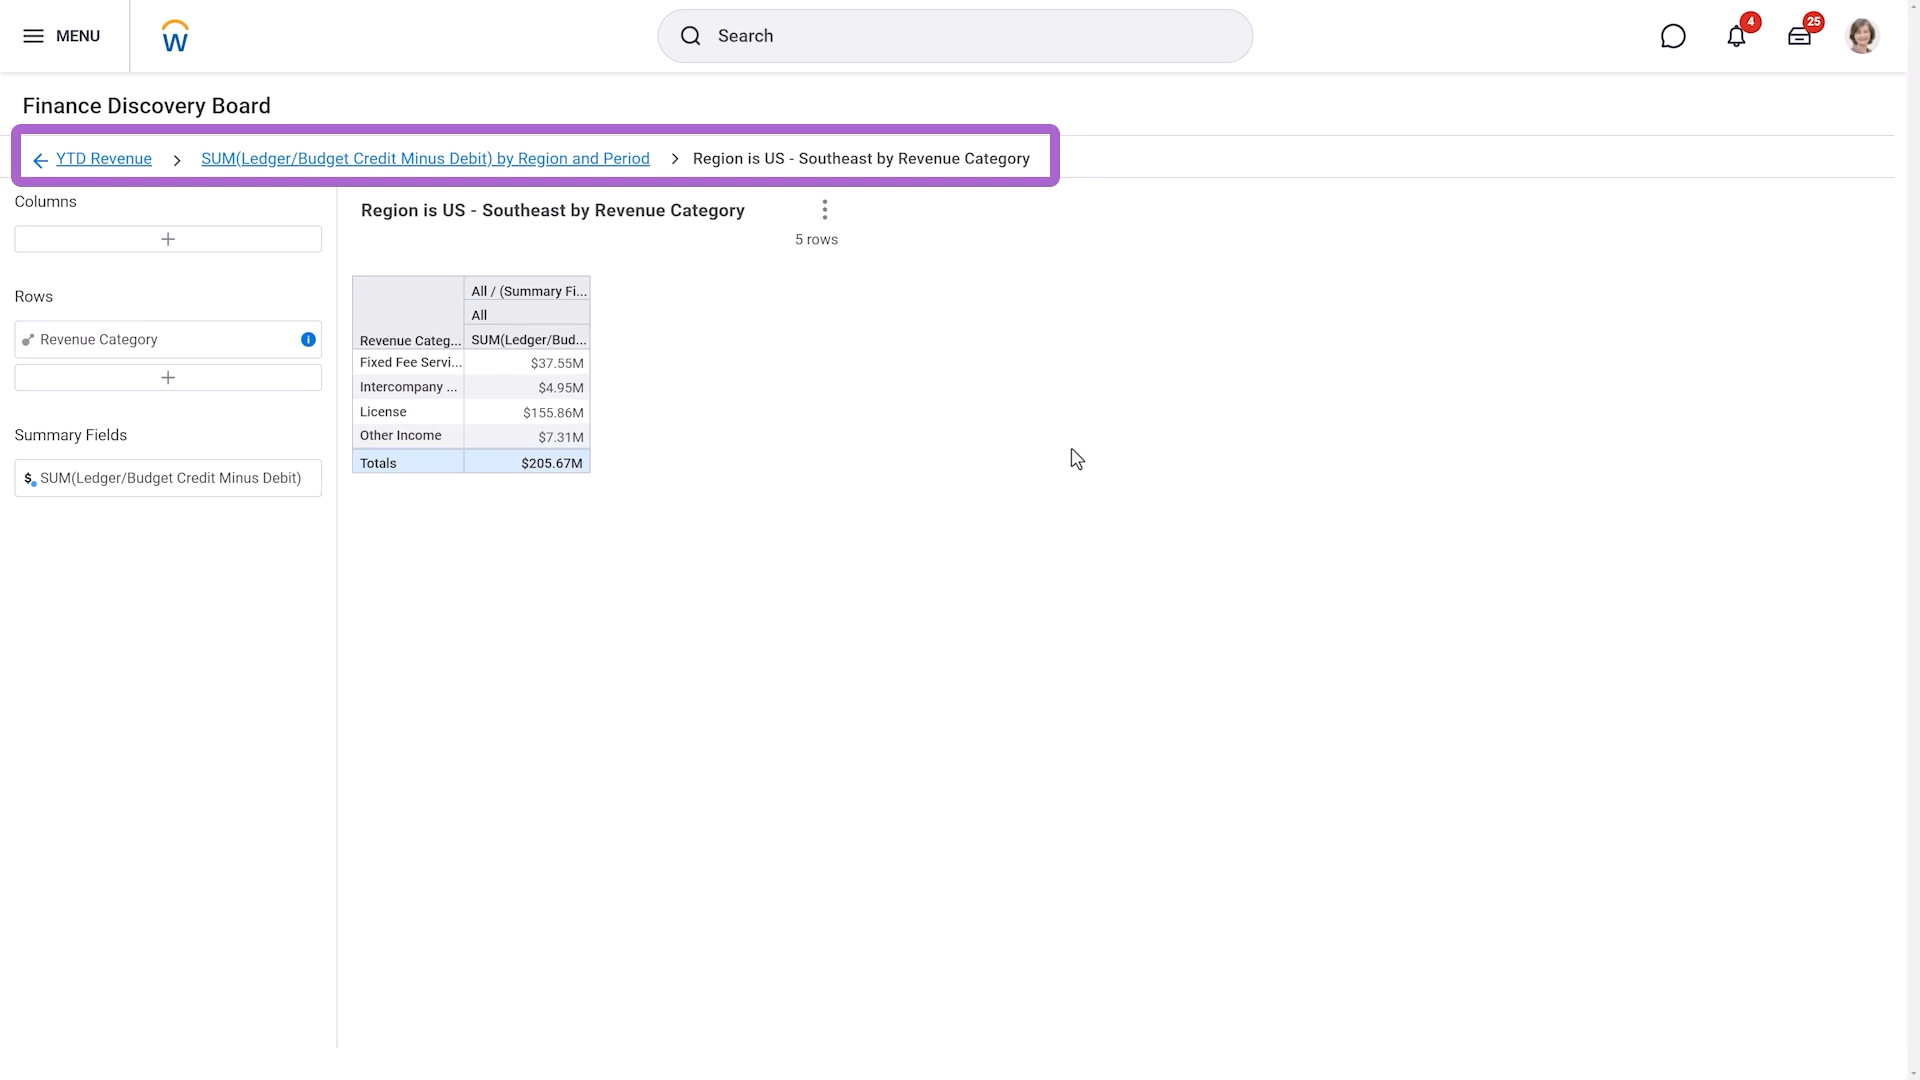 MENU
Search
4
25
Finance Discovery Board
YTD Revenue
SUM(Ledger/Budget Credit Minus Debit) by Region and Period
Region is US - Southeast by Revenue Category
Columns
Rows
Revenue Category
Summary Fields
SUM(Ledger/Budget Credit Minus Debit)
Region is US - Southeast by Revenue Category
5 rows
All / (Summary Fi...
All
Revenue Categ... SUM(Ledger/Bud...
Fixed Fee Servi... $37.55M
Intercompany ... $4.95M
License $155.86M
Other Income $7.31M
Totals $205.67M